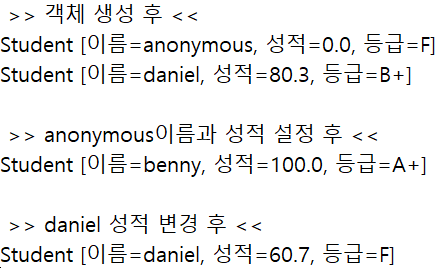 >> 객체 생성 후 <<
Student [이름=anonymous, 성적=0.0, 등급=F]
Student [이름=daniel, 성적=80.3, 등급=B+]
>> anonymous이름과 성적 설정 후 <<
Student [이름=benny, 성적=100.0, 등급=A+]
>> daniel 성적 변경 후 <<
Student [이름=daniel, 성적=60.7, 등급=F]